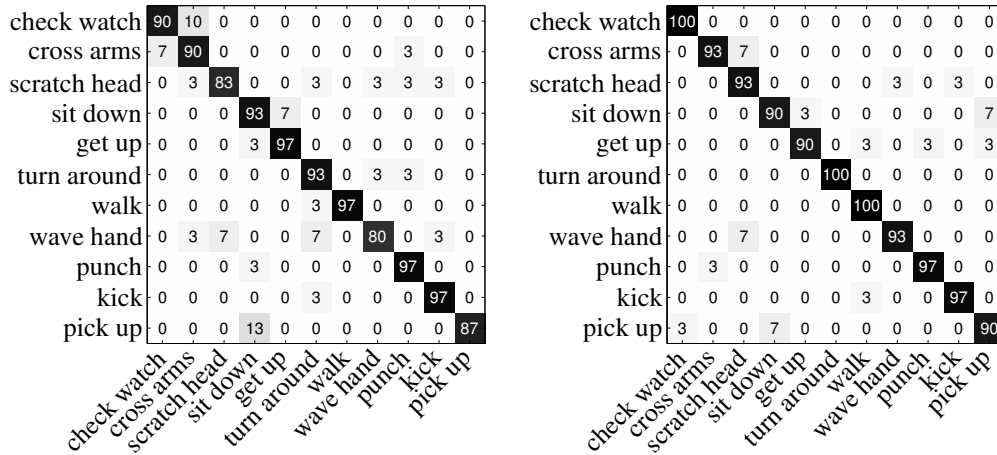 check watch 90 10 0 0 0 0 0 0 0 0 0
cross arms 7 90 0 0 0 0 0 0 3 0 0
scratch head 0 3 83 0 0 3 0 3 3 3 0
sit down 0 0 0 93 7 0 0 0 0 0 0
get up 0 0 0 3 97 0 0 0 0 0 0
turn around 0 0 0 0 0 93 0 3 3 0 0
walk 0 0 0 0 0 3 97 0 0 0 0
wave hand 0 3 7 0 0 7 0 80 0 3 0
punch 0 0 0 3 0 0 0 0 97 0 0
kick 0 0 0 0 0 3 0 0 0 97 0
pick up 0 0 0 13 0 0 0 0 0 0 87
check watch cross arms scratch head sit down get up turn around walk wave hand punch kick pick up
check watch 100 0 0 0 0 0 0 0 0 0 0
cross arms 0 93 7 0 0 0 0 0 0 0 0
scratch head 0 0 93 0 0 0 0 3 0 3 0
sit down 0 0 0 90 3 0 0 0 0 0 7
get up 0 0 0 0 90 0 3 0 3 0 3
turn around 0 0 0 0 0 100 0 0 0 0 0
walk 0 0 0 0 0 0 100 0 0 0 0
wave hand 0 0 7 0 0 0 0 93 0 0 0
punch 0 3 0 0 0 0 0 0 97 0 0
kick 0 0 0 0 0 0 3 0 0 97 0
pick up 3 0 0 7 0 0 0 0 0 0 90
check watch cross arms scratch head sit down get up turn around walk wave hand punch kick pick up